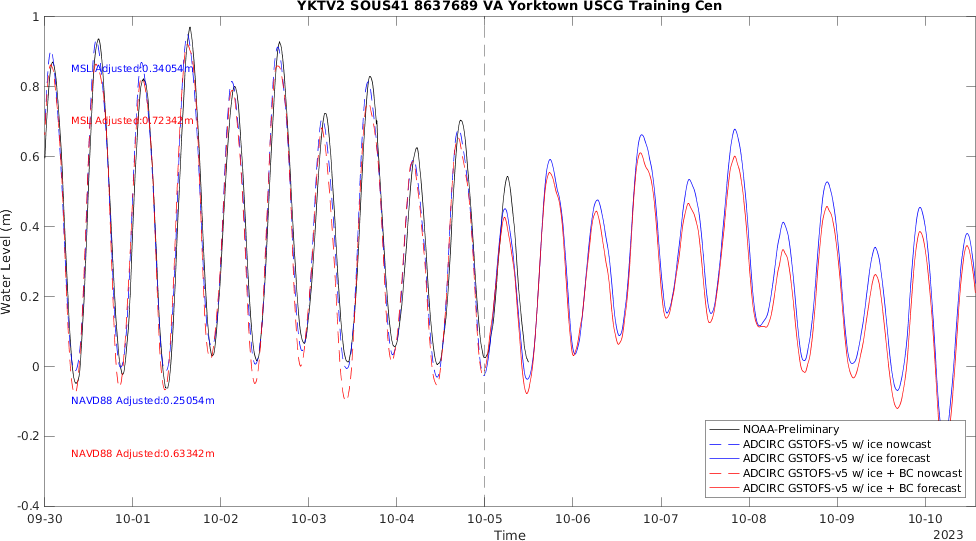 YKTV2 SOUS41 8637689 VA Yorktown USCG Training Cen
1
0.8
0.6
0.4
0.2
0
-0.2
-0.4
Water Level (m)
MSL Adjusted:0.34054m
MSL Adjusted:0.72342m
NAVD88 Adjusted:0.25054m
NAVD88 Adjusted:0.63342m
NOAA-Preliminary
ADCIRC GSTOFS-v5 w/ ice nowcast
ADCIRC GSTOFS-v5 w/ ice forecast
ADCIRC GSTOFS-v5 w/ ice + BC nowcast
ADCIRC GSTOFS-v5 w/ ice + BC forecast
09-30 10-01 10-02 10-03 10-04 10-05 10-06 10-07 10-08 10-09 10-10
Time
2023